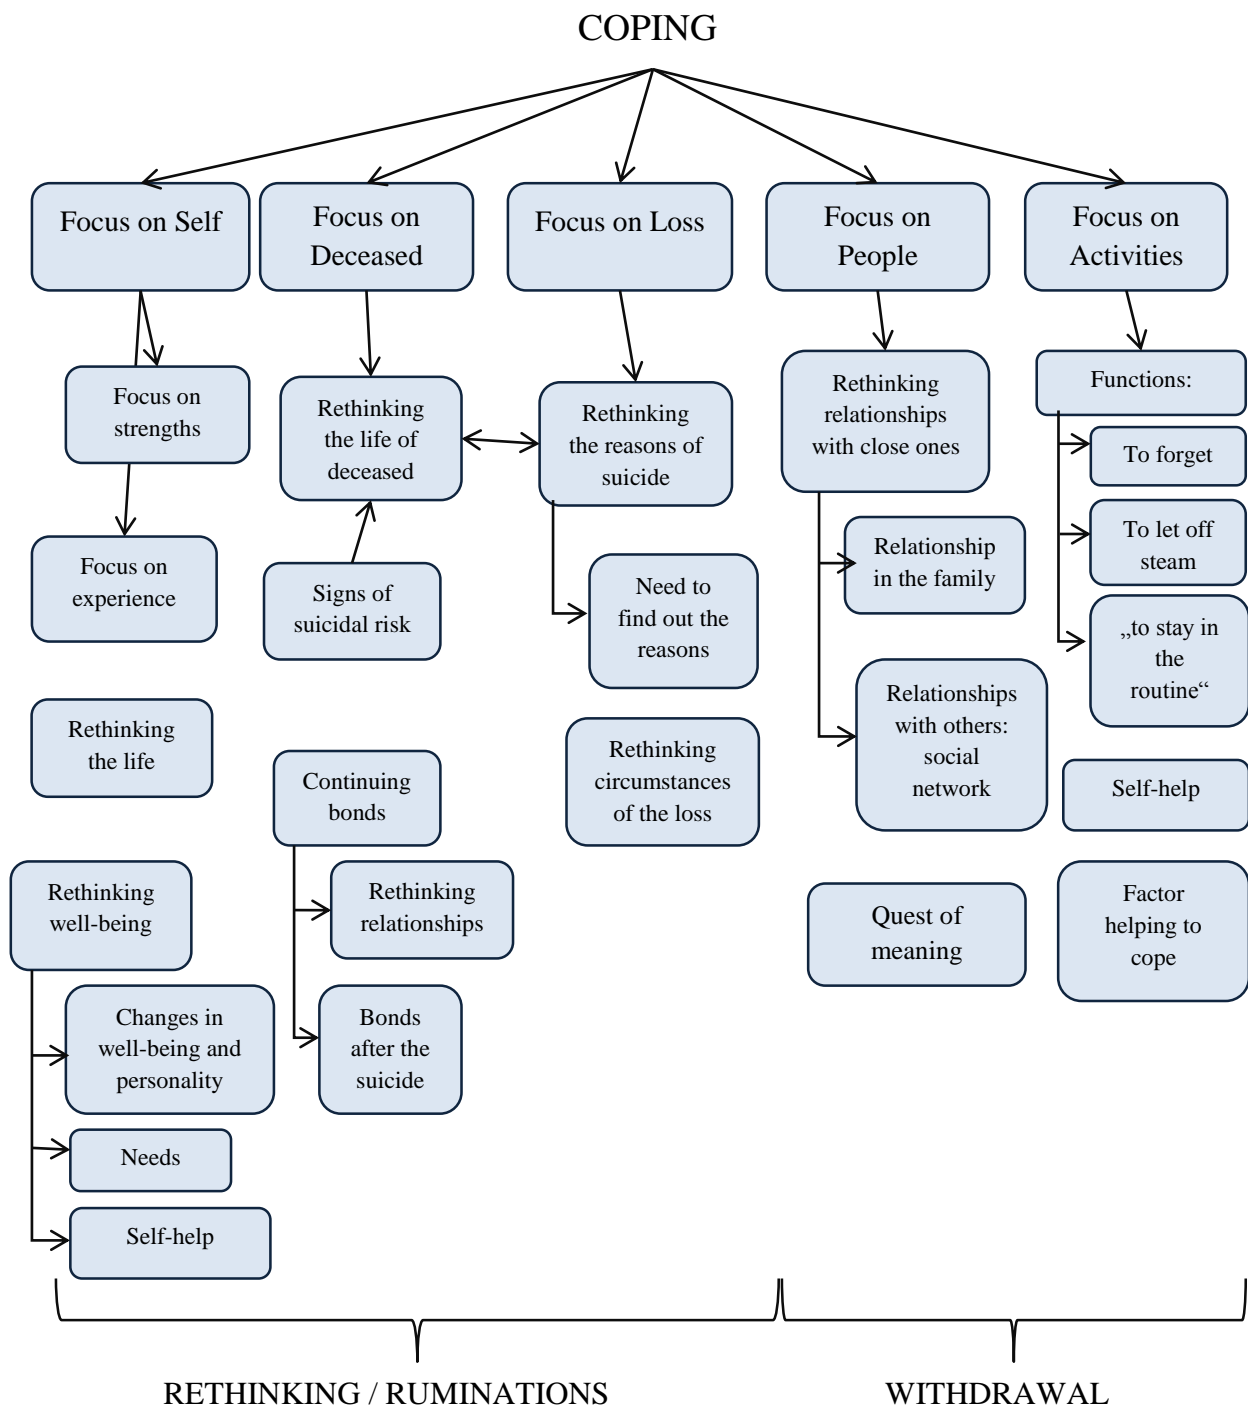 COPING
Focus on Self
Focus on
Deceased
Focus on Loss
Focus on
People
Focus on
Activities
Focus on
strengths
Focus on
experience
Rethinking
the life
Rethinking
well-being
Changes in
well-being and
personality
Needs
Self-help
Rethinking
the life of
deceased
Signs of
suicidal risk
Continuing
bonds
Rethinking
relationships
Bonds
after the
suicide
Rethinking
the reasons of
suicide
Need to
find out the
reasons
Rethinking
circumstances
of the loss
Rethinking
relationships
with close ones
Relationship
in the family
Relationships
with others:
social
network
Quest of
meaning
Functions:
To forget
To let off
steam
„to stay in
the
routine“
Self-help
Factor
helping to
cope
RETHINKING / RUMINATIONS
WITHDRAWAL